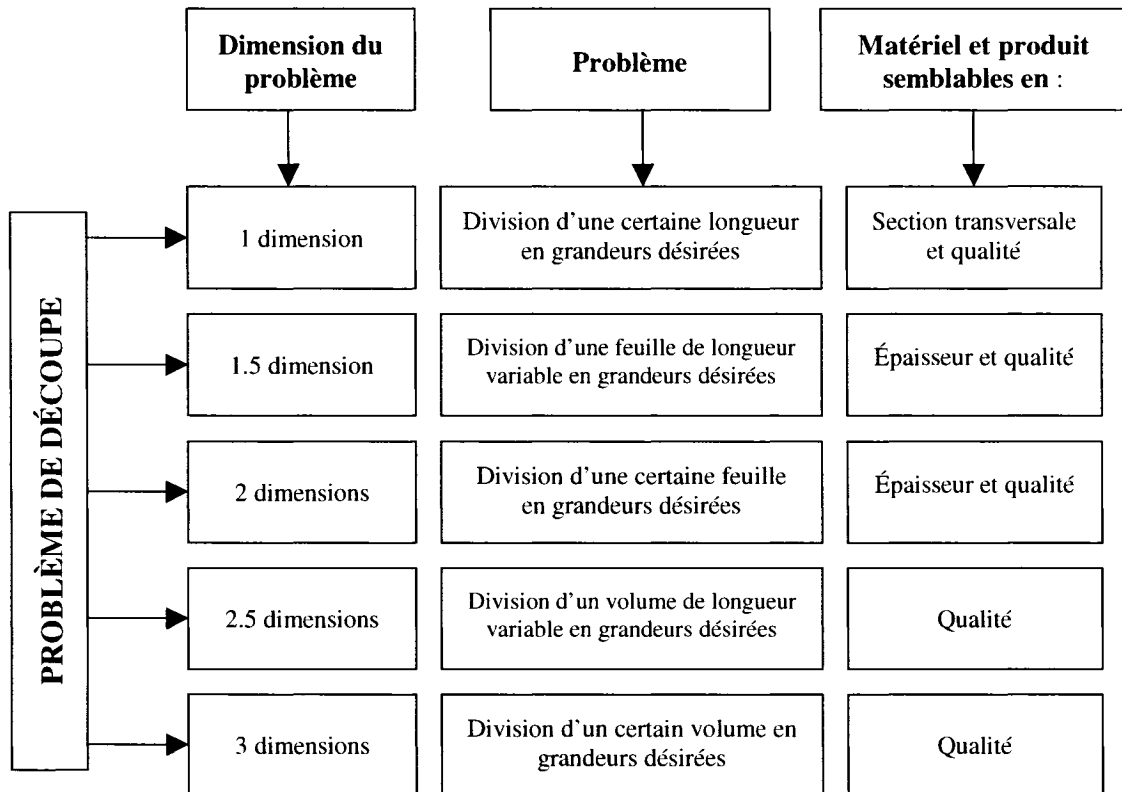 Dimension du
problème
Problème
Matériel et produit
semblables en :
PROBLÈME DE DÉCOUPE
1 dimension
Division d'une certaine longueur
en grandeurs désirées
Section transversale
et qualité
1.5 dimension
Division d'une feuille de longueur
variable en grandeurs désirées
Épaisseur et qualité
2 dimensions
Division d'une certaine feuille
en grandeurs désirées
Épaisseur et qualité
2.5 dimensions
Division d'un volume de longueur
variable en grandeurs désirées
Qualité
3 dimensions
Division d'un certain volume en
grandeurs désirées
Qualité